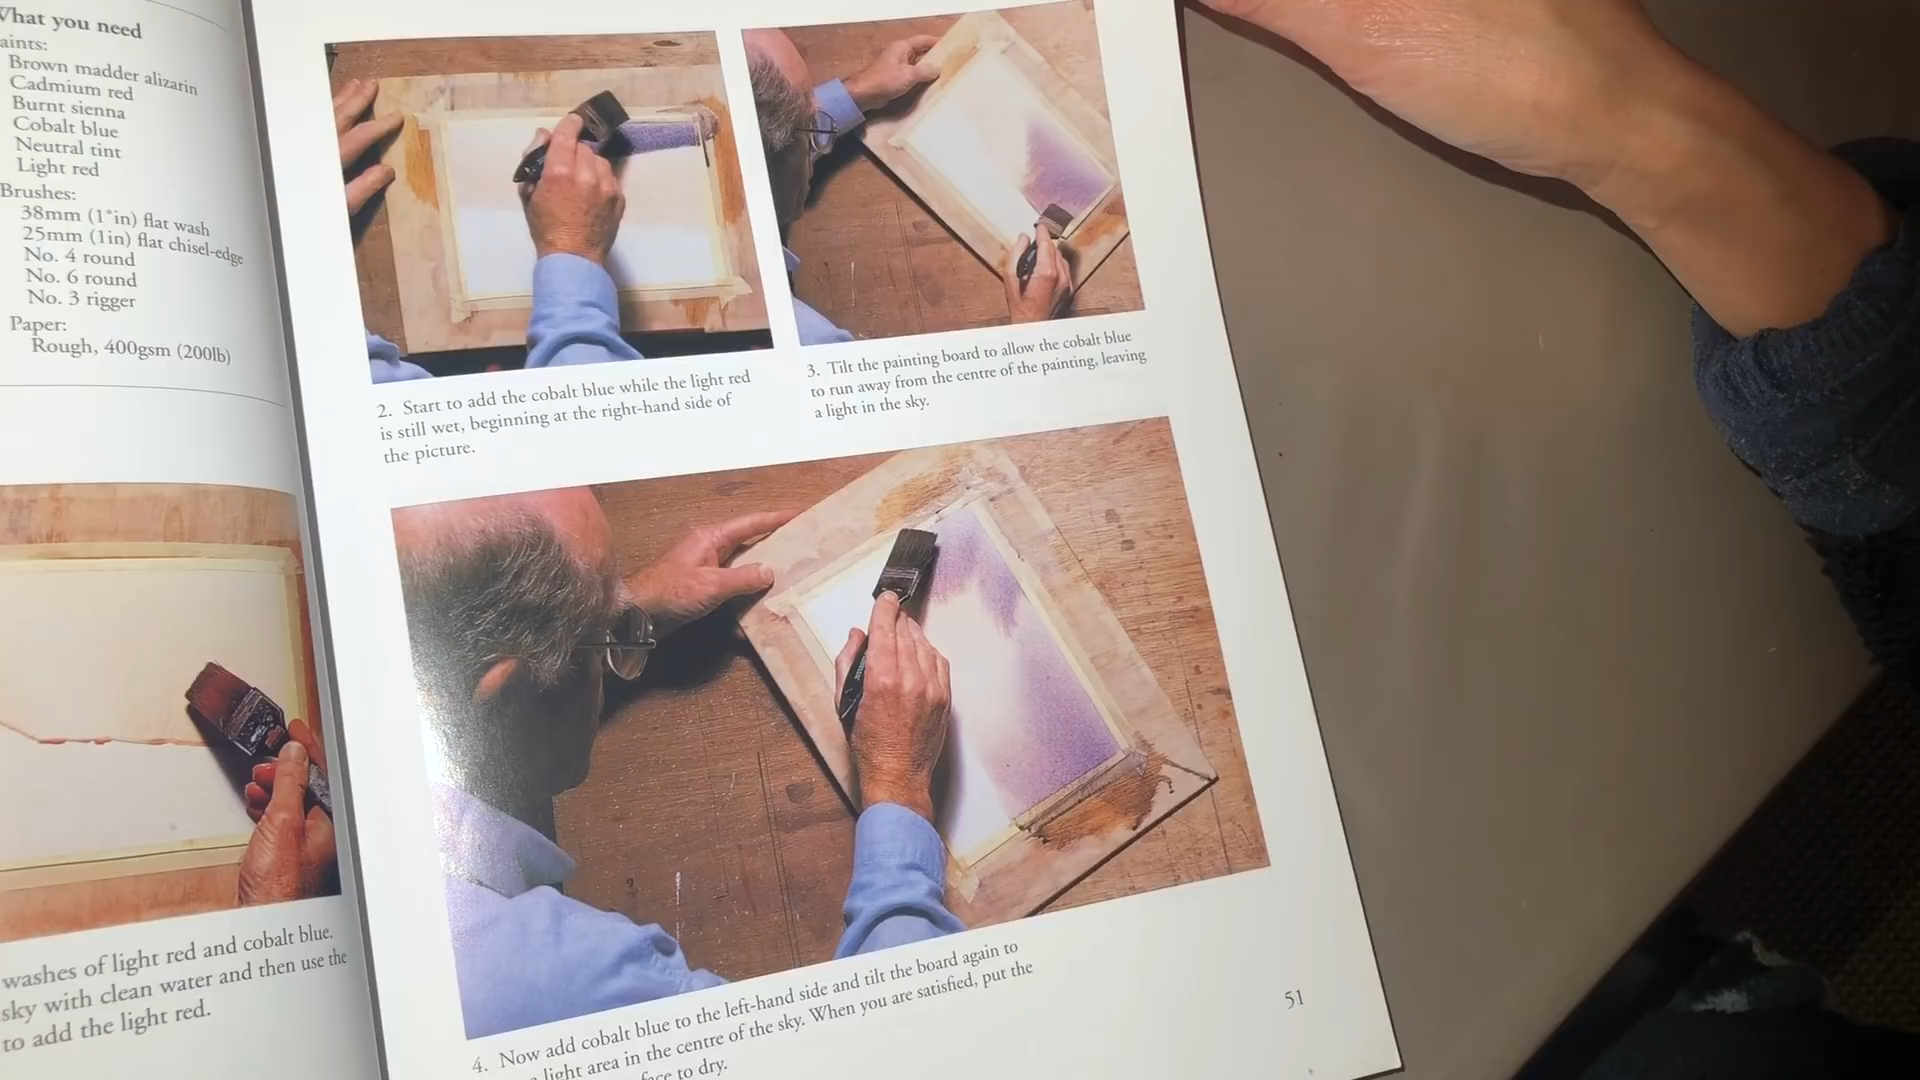 What you need
aints:
Brown madder alizarin
Cadmium red
Burnt sienna
Cobalt blue
Neutral tint
Light red
Brushes:
38mm (1"in) flat wash
25mm (1in) flat chisel-edge
No. 4 round
No. 6 round
No. 3 rigger
Paper:
Rough, 400gsm (200lb)
washes of light red and cobalt blue.
sky with clean water and then use the
to add the light red.
2. Start to add the cobalt blue while the light red
is still wet, beginning at the right-hand side of
the picture.
3. Tilt the painting board to allow the cobalt blue
to run away from the centre of the painting, leaving
a light in the sky.
4. Now add cobalt blue to the left-hand side and tilt the board again to
light area in the centre of the sky. When you are satisfied, put the
to dry.
51